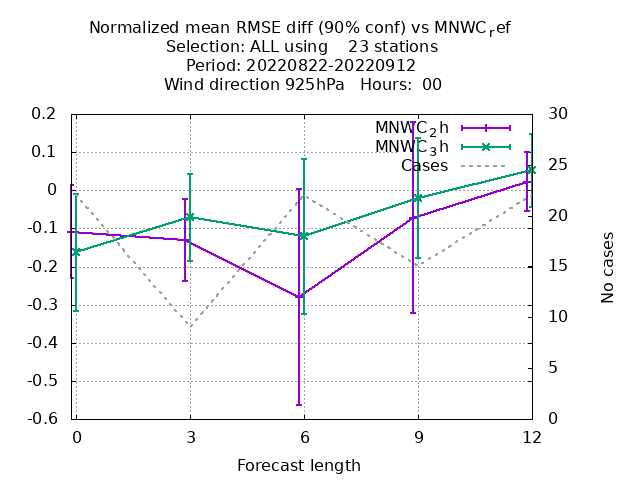 Normalized mean RMSE diff (90% conf) vs MNWC_ref
Selection: ALL using    23 stations
Period: 20220822-20220912
Wind direction 925hPa   Hours:  00
MNWC_2h
MNWC_3h
Cases
0.2
0.1
0
-0.1
-0.2
-0.3
-0.4
-0.5
-0.6
30
25
20
15
10
5
0
No cases
0 3 6 9 12
Forecast length